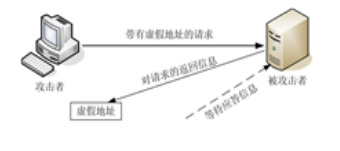 带有虚假地址的请求
对请求的返回信息
攻击者
被攻击者
等待应答信息
虚假地址